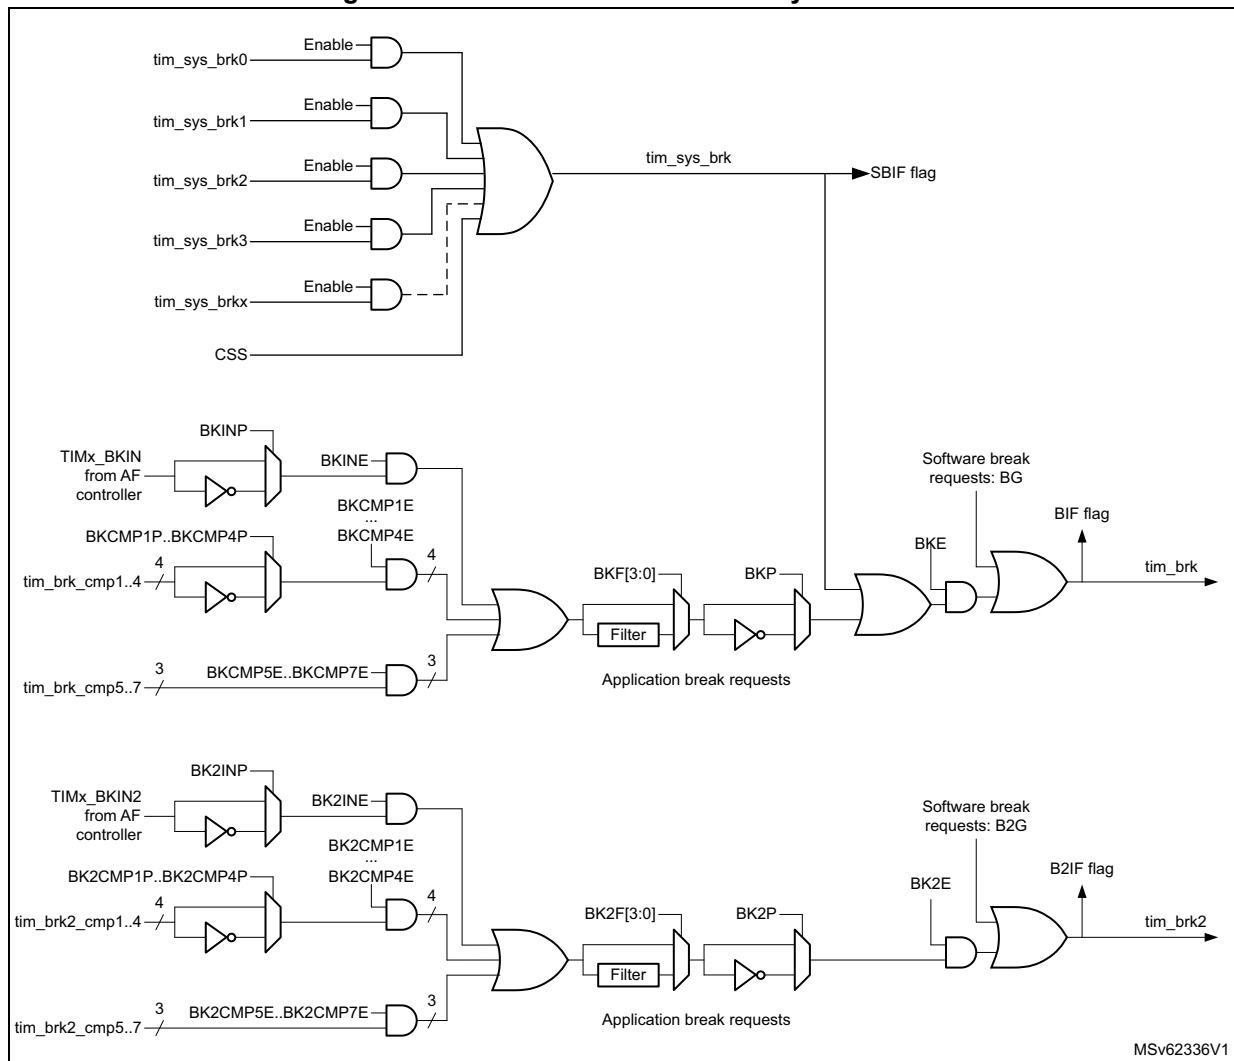 Enable
tim_sys_brk0
Enable
tim_sys_brk1
Enable
tim_sys_brk2
Enable
tim_sys_brk3
Enable
tim_sys_brkx
CSS
tim_sys_brk
SBIF flag
BKINP
TIMx_BKIN
from AF
controller
BKINE
BKCMP1E
...
BKCMP4E
BKCMP1P..BKCMP4P
4
tim_brk_cmp1..4
4
3
tim_brk_cmp5..7
BKCMP5E..BKCMP7E
3
BKF[3:0]
Filter
BKP
Application break requests
BKE
Software break
requests: BG
BIF flag
tim_brk
BK2INP
TIMx_BKIN2
from AF
controller
BK2INE
BK2CMP1E
...
BK2CMP4E
BK2CMP1P..BK2CMP4P
4
tim_brk2_cmp1..4
4
3
tim_brk2_cmp5..7
BK2CMP5E..BK2CMP7E
3
BK2F[3:0]
Filter
BK2P
Application break requests
BK2E
Software break
requests: B2G
B2IF flag
tim_brk2
MSv62336V1